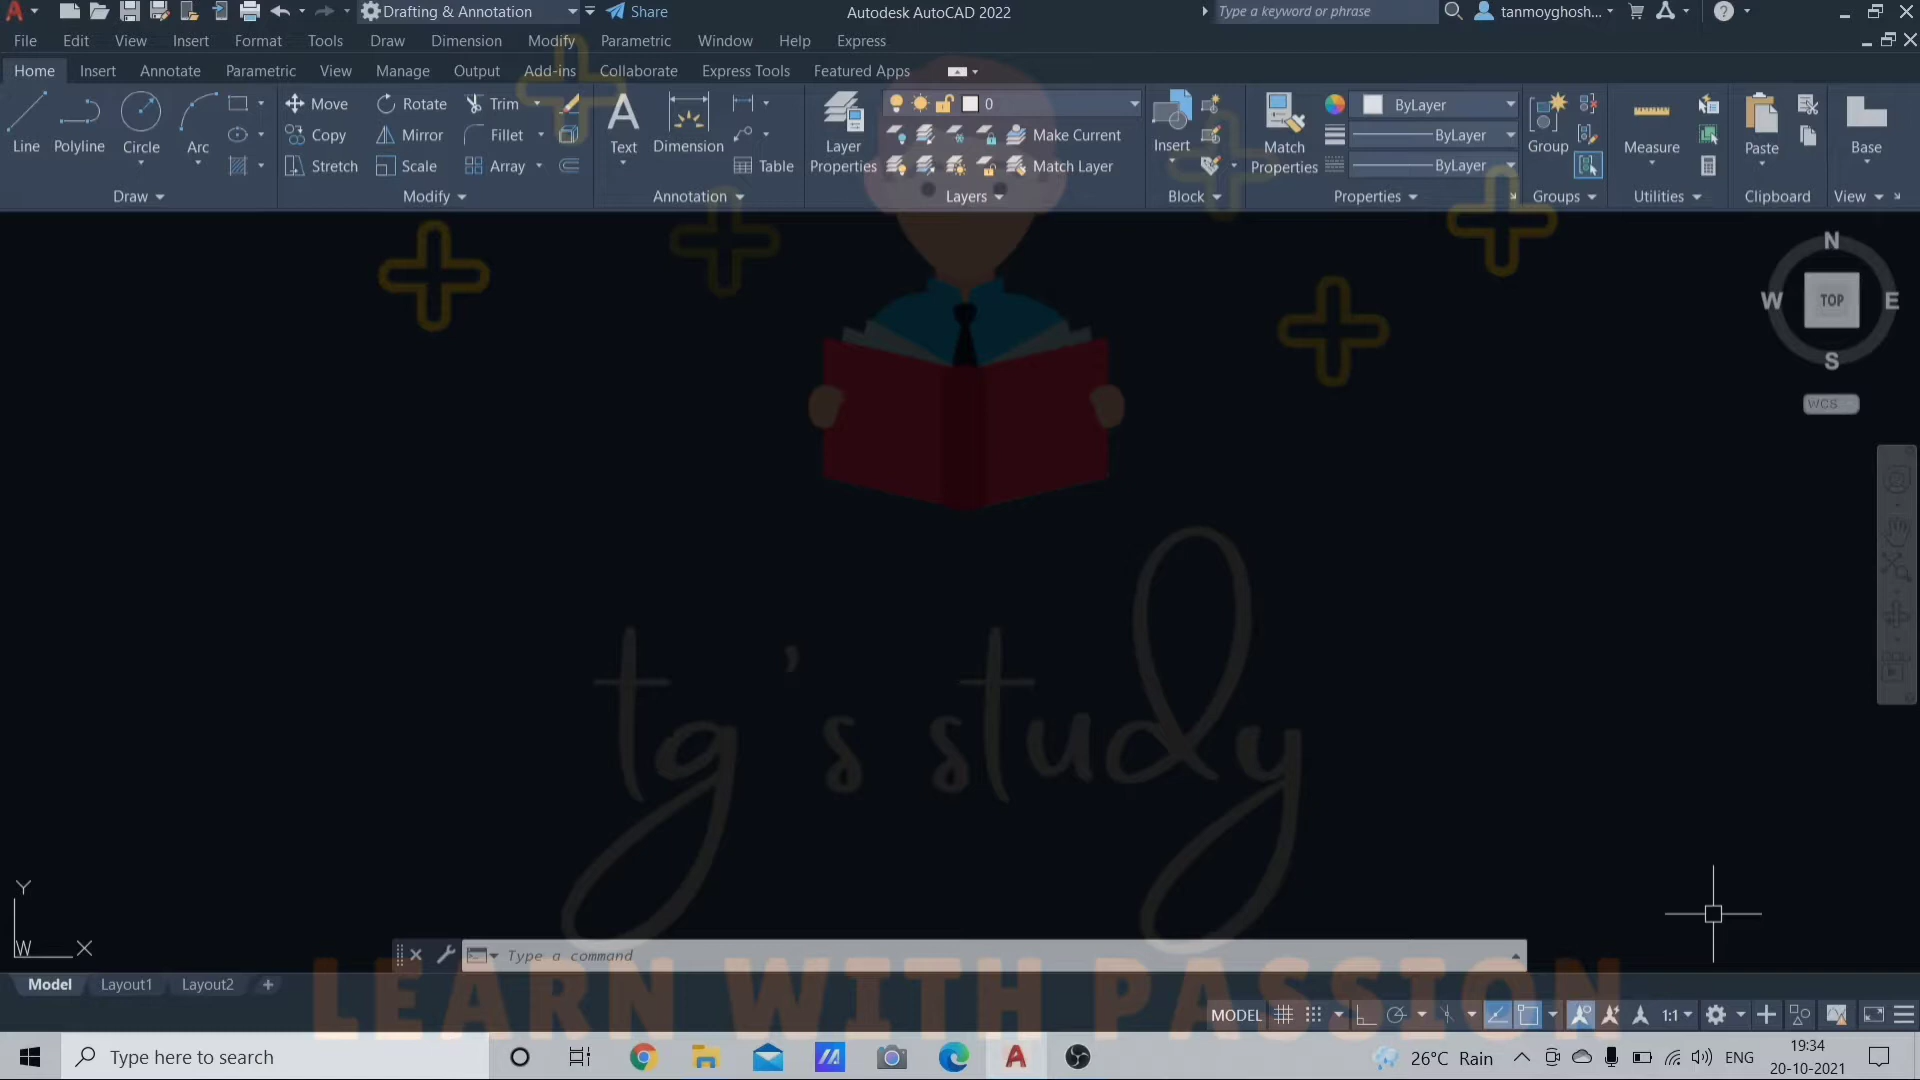 Drafting & Annotation Share Autodesk AutoCAD 2022 Type a keyword or phrase tanmoyghosh...
File Edit View Insert Format Tools Draw Dimension Modify Parametric Window Help Express
Home Insert Annotate Parametric View Manage Output Add-ins Collaborate Express Tools Featured Apps
Line Polyline Circle Arc
Move Rotate Trim
Copy Mirror Fillet
Stretch Scale Array
Text Dimension Table
Layer Properties
0
Make Current
Match Layer
Insert
Match Properties
ByLayer
ByLayer
ByLayer
Group Measure Paste Base
Draw Modify Annotation Layers Block Properties Groups Utilities Clipboard View
N
W TOP E
S
WCS
tg's study
Y
W X
Type a command
LEARN WITH PASSION
Model Layout1 Layout2 +
MODEL 1:1
Type here to search 26°C Rain ENG 19:34
20-10-2021